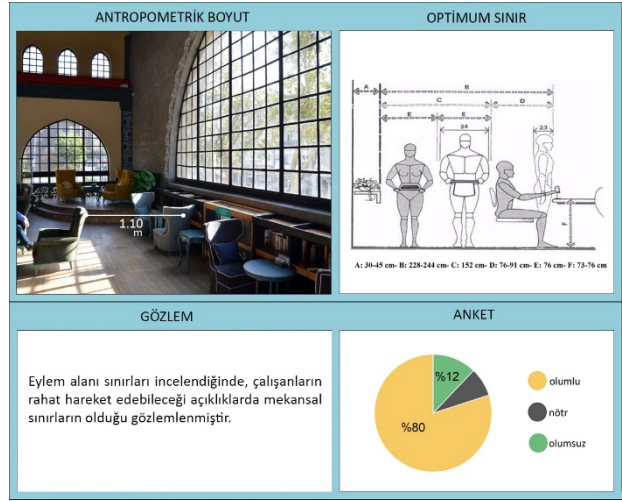 ANTROPOMETRİK BOYUT
OPTİMUM SINIR
1.10
m
A
B
C
D
E
E
24
23
F
A: 30-45 cm- B: 228-244 cm- C: 152 cm- D: 76-91 cm- E: 76 cm- F: 73-76 cm
GÖZLEM
ANKET
Eylem alanı sınırları incelendiğinde, çalışanların
rahat hareket edebileceği açıklıklarda mekansal
sınırların olduğu gözlemlenmiştir.
%12
%80
olumlu
nötr
olumsuz